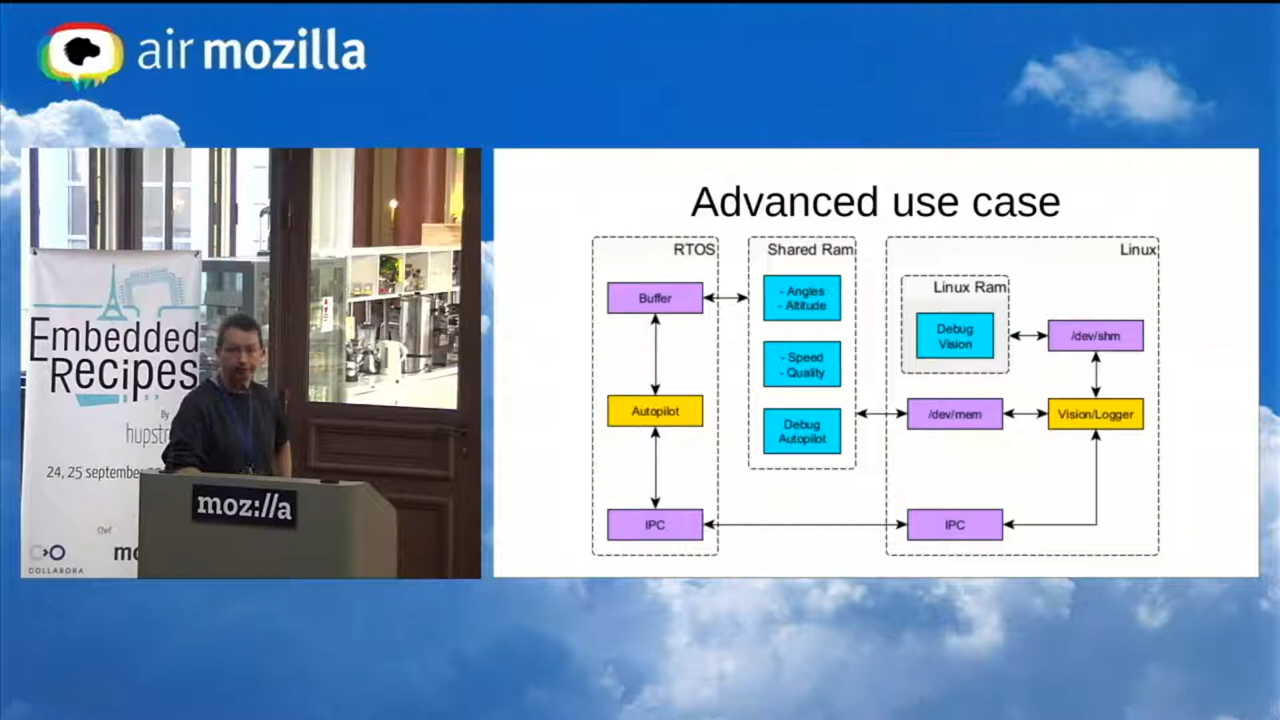 air mozilla
Embedded
Recipes
By
24, 25 september
Chef
COLLABORA
moz://a
Advanced use case
RTOS
Shared Ram
Linux
Buffer
- Angles
- Altitude
Linux Ram
Debug
Vision
/dev/shm
- Speed
- Quality
Autopilot
Debug
Autopilot
/dev/mem
Vision/Logger
IPC
IPC